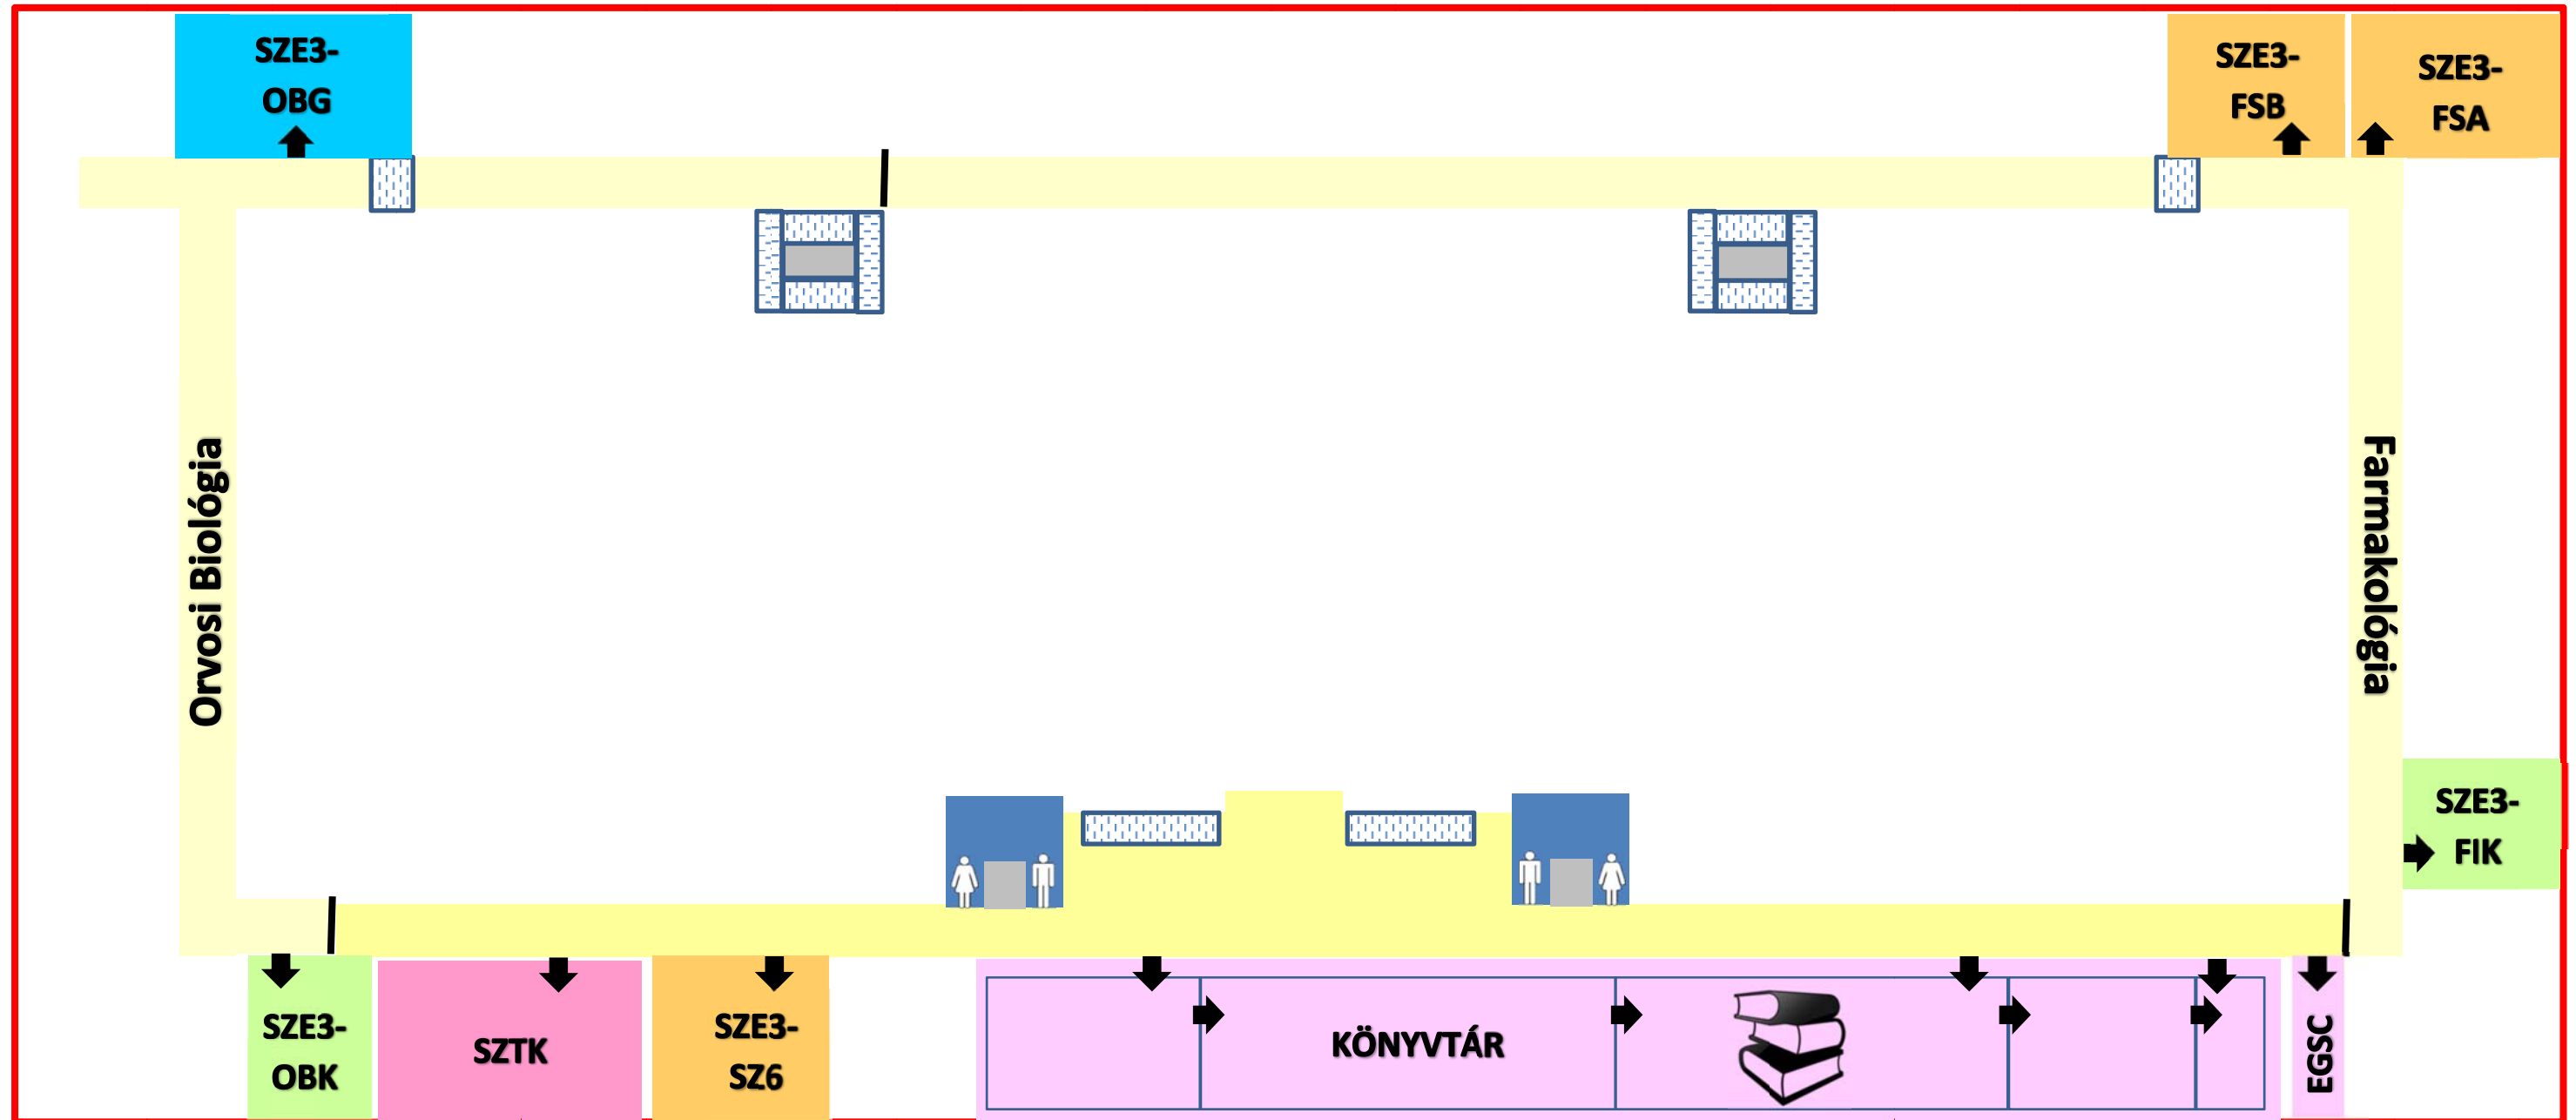 SZE3-
OBG
SZE3-
FSB
SZE3-
FSA
Orvosi Biológia
Farmakológia
SZE3-
FIK
SZE3-
OBK
SZTK
SZE3-
SZ6
KÖNYVTÁR
EGSC